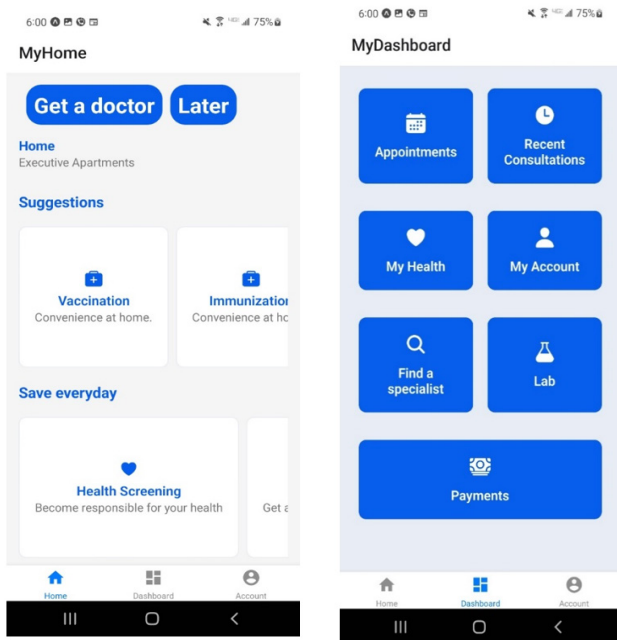 6:00
75%
MyHome
Get a doctor
Later
Home
Executive Apartments
Suggestions
Vaccination
Convenience at home.
Immunization
Convenience at ho
Save everyday
Health Screening
Become responsible for your health
Get a
Home
Dashboard
Account
6:00
75%
MyDashboard
Appointments
Recent
Consultations
My Health
My Account
Find a
specialist
Lab
Payments
Home
Dashboard
Account